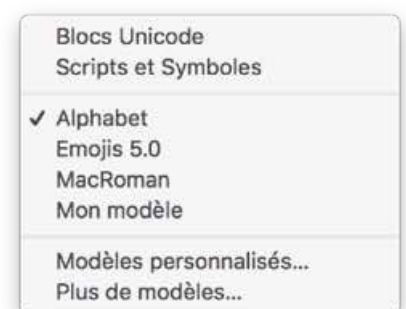 Blocs Unicode
Scripts et Symboles
✓ Alphabet
Emojis 5.0
MacRoman
Mon modèle
Modèles personnalisés...
Plus de modèles...